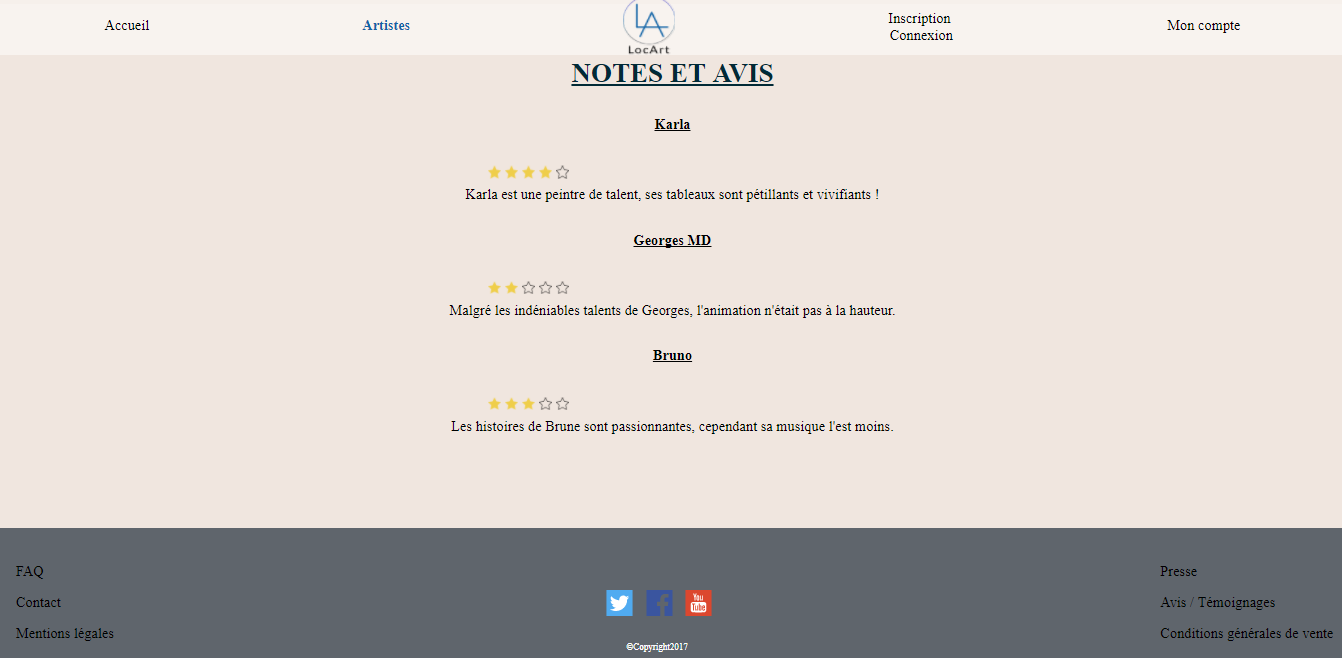 Accueil
Artistes
LA
LocArt
Inscription
Connexion
Mon compte
NOTES ET AVIS
Karla
Karla est une peintre de talent, ses tableaux sont pétillants et vivifiants !
Georges MD
Malgré les indéniables talents de Georges, l'animation n'était pas à la hauteur.
Bruno
Les histoires de Brune sont passionnantes, cependant sa musique l'est moins.
FAQ
Contact
Mentions légales
You
Tube
©Copyright2017
Presse
Avis / Témoignages
Conditions générales de vente